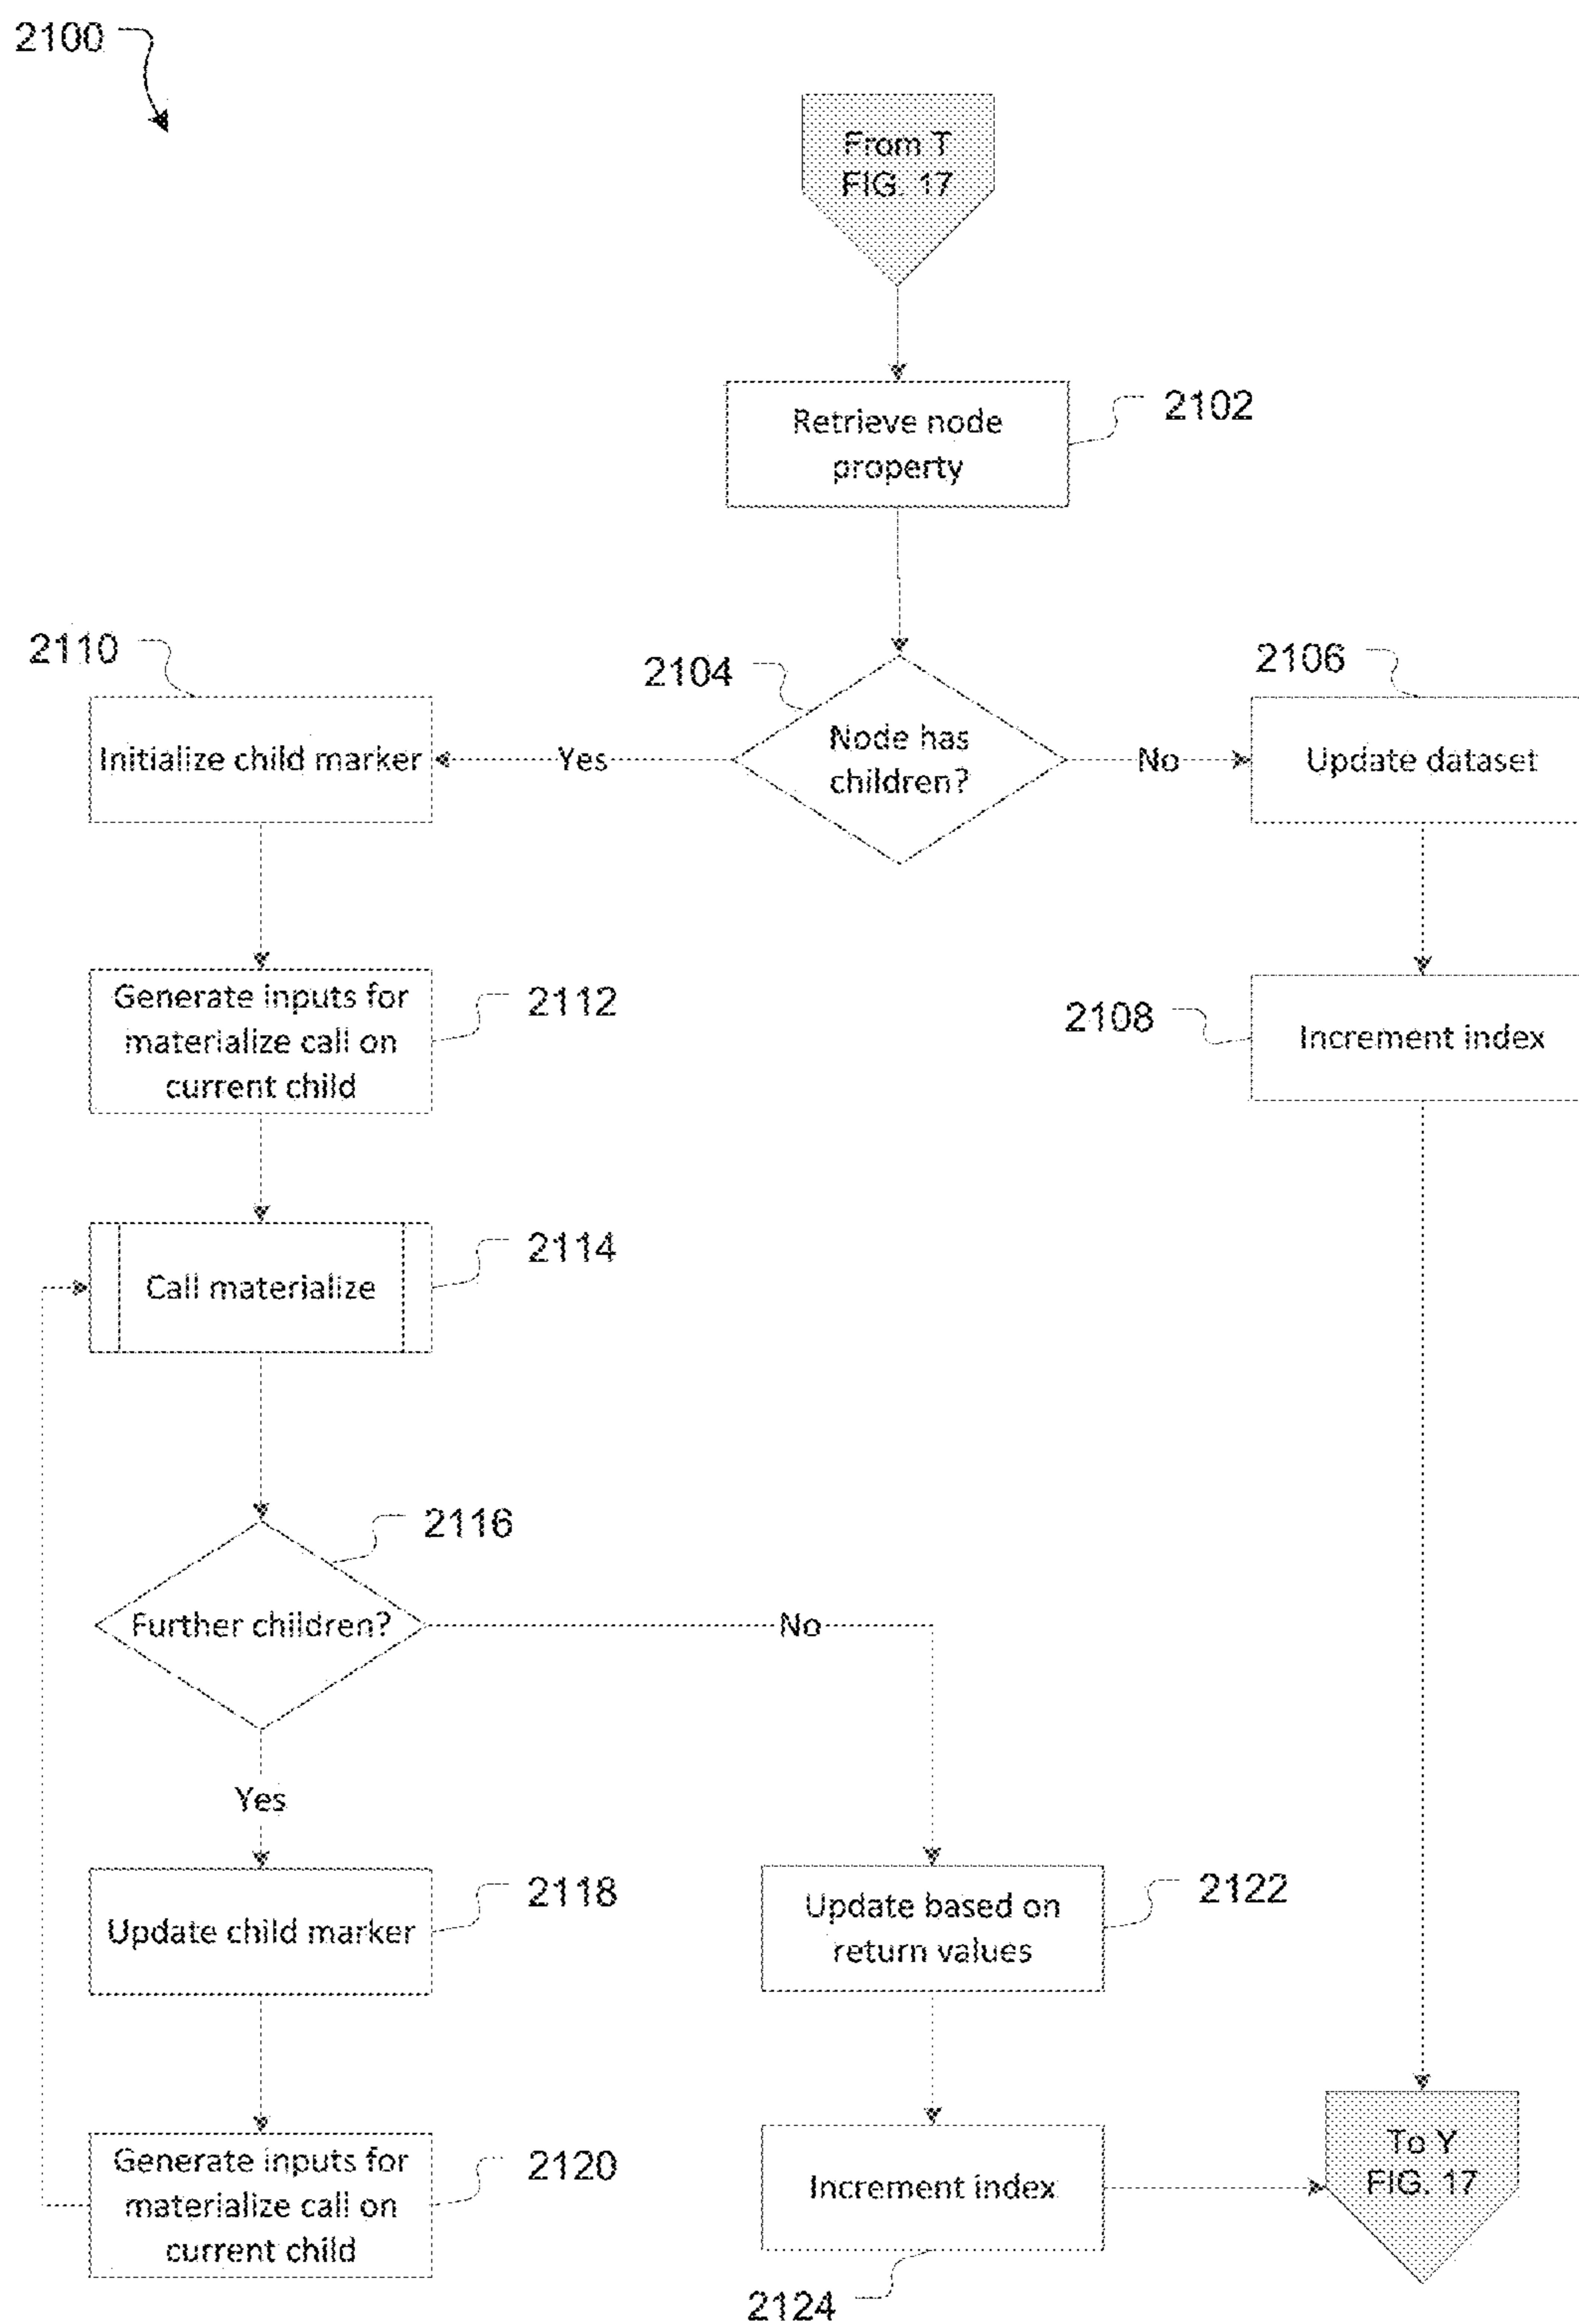 2100
From T
FIG. 17
Retrieve node
property
2102
2110
2104
2106
Initialize child marker
Yes
Node has
children?
No
Update dataset
Generate inputs for
materialize call on
current child
2112
2108
Increment index
Call materialize
2114
2116
Further children?
No
Yes
Update child marker
2118
Update based on
return values
2122
Generate inputs for
materialize call on
current child
2120
Increment index
2124
To Y
FIG. 17